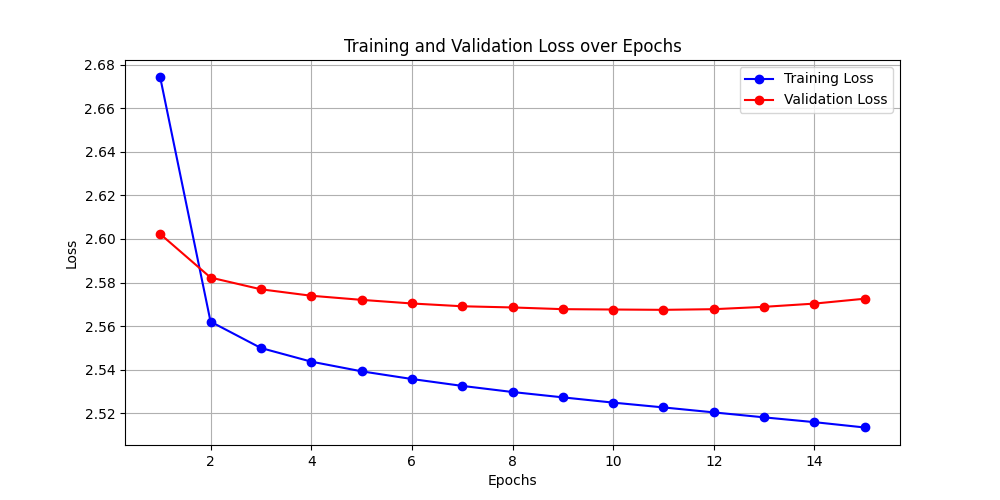 Training and Validation Loss over Epochs
Training Loss
Validation Loss
2.68
2.66
2.64
2.62
2.60
2.58
2.56
2.54
2.52
Loss
2 4 6 8 10 12 14
Epochs